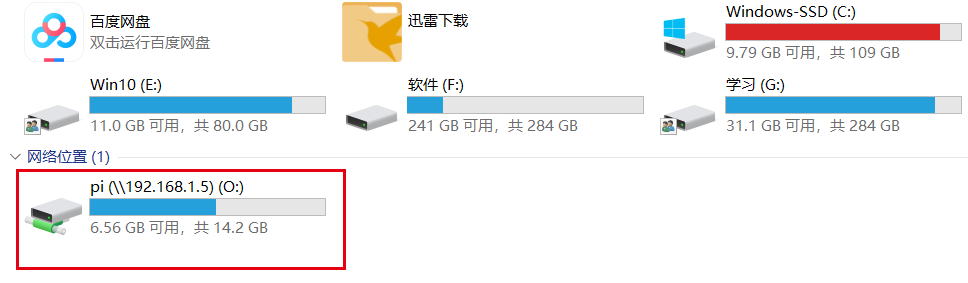 百度网盘
双击运行百度网盘
迅雷下载
Windows-SSD (C:)
9.79 GB 可用，共 109 GB
Win10 (E:)
11.0 GB 可用，共 80.0 GB
软件 (F:)
241 GB 可用，共 284 GB
学习 (G:)
31.1 GB 可用，共 284 GB
网络位置 (1)
pi (\\192.168.1.5) (O:)
6.56 GB 可用，共 14.2 GB